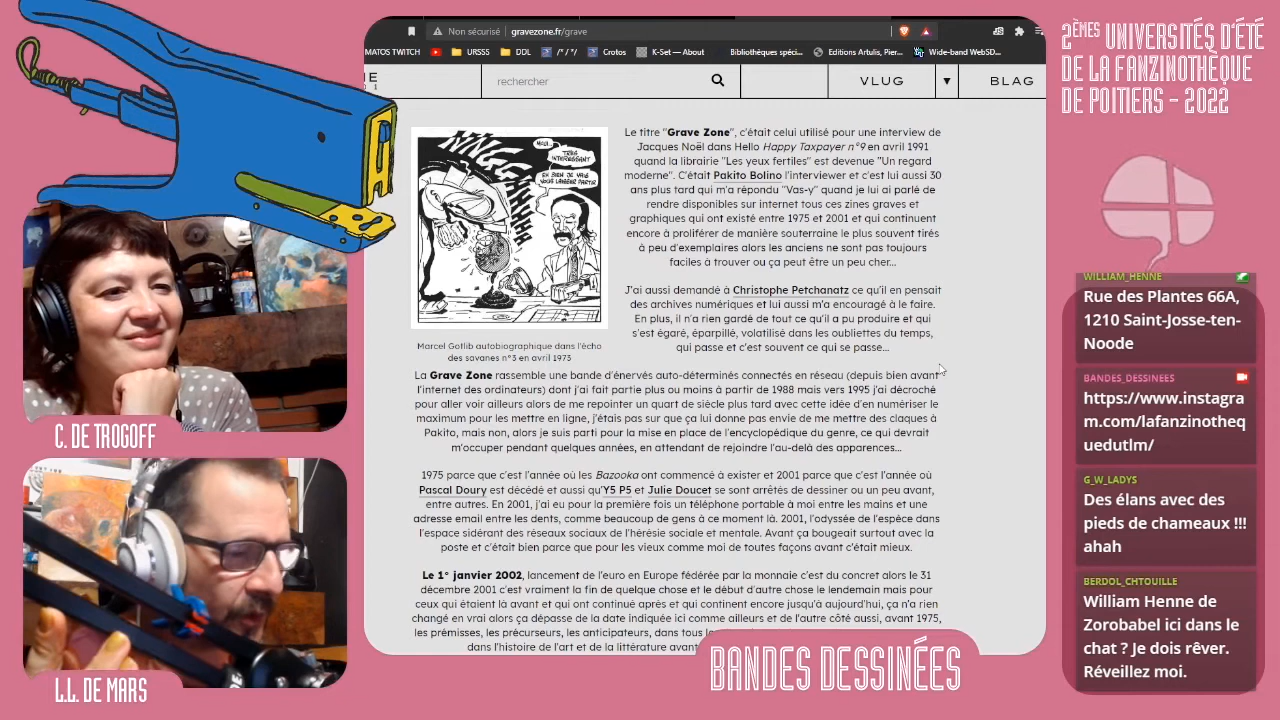 2ÈMES UNIVERSITÉS D'ÉTÉ
DE LA FANZINOTHÈQUE
DE POITIERS - 2022
Non sécurisé gravezone.fr/grave
MATOS TWITCH URSSS DDL /*/*/ Crotos K-Set — About Bibliothèques spéci... Editions Artulis, Pier... Wide-band WebSD...
rechercher
VLUG ▼ BLAG
NNNGGHHHHHHHA
MOUI...
TRÈS INTÉRESSANT
EH BIEN JE VAIS
VOUS LAISSER PARTIR
Marcel Gotlib autobiographique dans l'écho
des savanes n°3 en avril 1973
Le titre "Grave Zone", c'était celui utilisé pour une interview de
Jacques Noël dans Hello Happy Taxpayer n°9 en avril 1991
quand la librairie "Les yeux fertiles" est devenue "Un regard
moderne". C'était Pakito Bolino l'interviewer et c'est lui aussi 30
ans plus tard qui m'a répondu "Vas-y" quand je lui ai parlé de
rendre disponibles sur internet tous ces zines graves et
graphiques qui ont existé entre 1975 et 2001 et qui continuent
encore à proliférer de manière souterraine le plus souvent tirés
à peu d'exemplaires alors les anciens ne sont pas toujours
faciles à trouver ou ça peut être un peu cher...
J'ai aussi demandé à Christophe Petchanatz ce qu'il en pensait
des archives numériques et lui aussi m'a encouragé à le faire.
En plus, il n'a rien gardé de tout ce qu'il a pu produire et qui
s'est égaré, éparpillé, volatilisé dans les oubliettes du temps,
qui passe et c'est souvent ce qui se passe...
La Grave Zone rassemble une bande d'énervés auto-déterminés connectés en réseau (depuis bien avant
l'internet des ordinateurs) dont j'ai fait partie plus ou moins à partir de 1988 mais vers 1995 j'ai décroché
pour aller voir ailleurs alors de me repointer un quart de siècle plus tard avec cette idée d'en numériser le
maximum pour les mettre en ligne, j'étais pas sur que ça lui donne pas envie de me mettre des claques à
Pakito, mais non, alors je suis parti pour la mise en place de l'encyclopédique du genre, ce qui devrait
m'occuper pendant quelques années, en attendant de rejoindre l'au-delà des apparences...
1975 parce que c'est l'année où les Bazooka ont commencé à exister et 2001 parce que c'est l'année où
Pascal Doury est décédé et aussi qu'Y5 P5 et Julie Doucet se sont arrêtés de dessiner ou un peu avant,
entre autres. En 2001, j'ai eu pour la première fois un téléphone portable à moi entre les mains et une
adresse email entre les dents, comme beaucoup de gens à ce moment là. 2001, l'odyssée de l'espèce dans
l'espace sidérant des réseaux sociaux de l'hérésie sociale et mentale. Avant ça bougeait surtout avec la
poste et c'était bien parce que pour les vieux comme moi de toutes façons avant c'était mieux.
Le 1° janvier 2002, lancement de l'euro en Europe fédérée par la monnaie c'est du concret alors le 31
décembre 2001 c'est vraiment la fin de quelque chose et le début d'autre chose le lendemain mais pour
ceux qui étaient là avant et qui ont continué après et qui continuent encore jusqu'à aujourd'hui, ça n'a rien
changé en vrai alors ça dépasse de la date indiquée ici comme ailleurs et de l'autre côté aussi, avant 1975,
les prémisses, les précurseurs, les anticipateurs, dans tous
dans l'histoire de l'art et de la littérature avant
C. DE TROGOFF
L.L. DE MARS
BANDES DESSINÉES
WILLIAM_HENNE
Rue des Plantes 66A,
1210 Saint-Josse-ten-
Noode
BANDES_DESSINEES
https://www.instagra
m.com/lafanzinotheq
uedutlm/
G_W_LADYS
Des élans avec des
pieds de chameaux !!!
ahah
BERDOL_CHTOUILLE
William Henne de
Zorobabel ici dans le
chat ? Je dois rêver.
Réveillez moi.